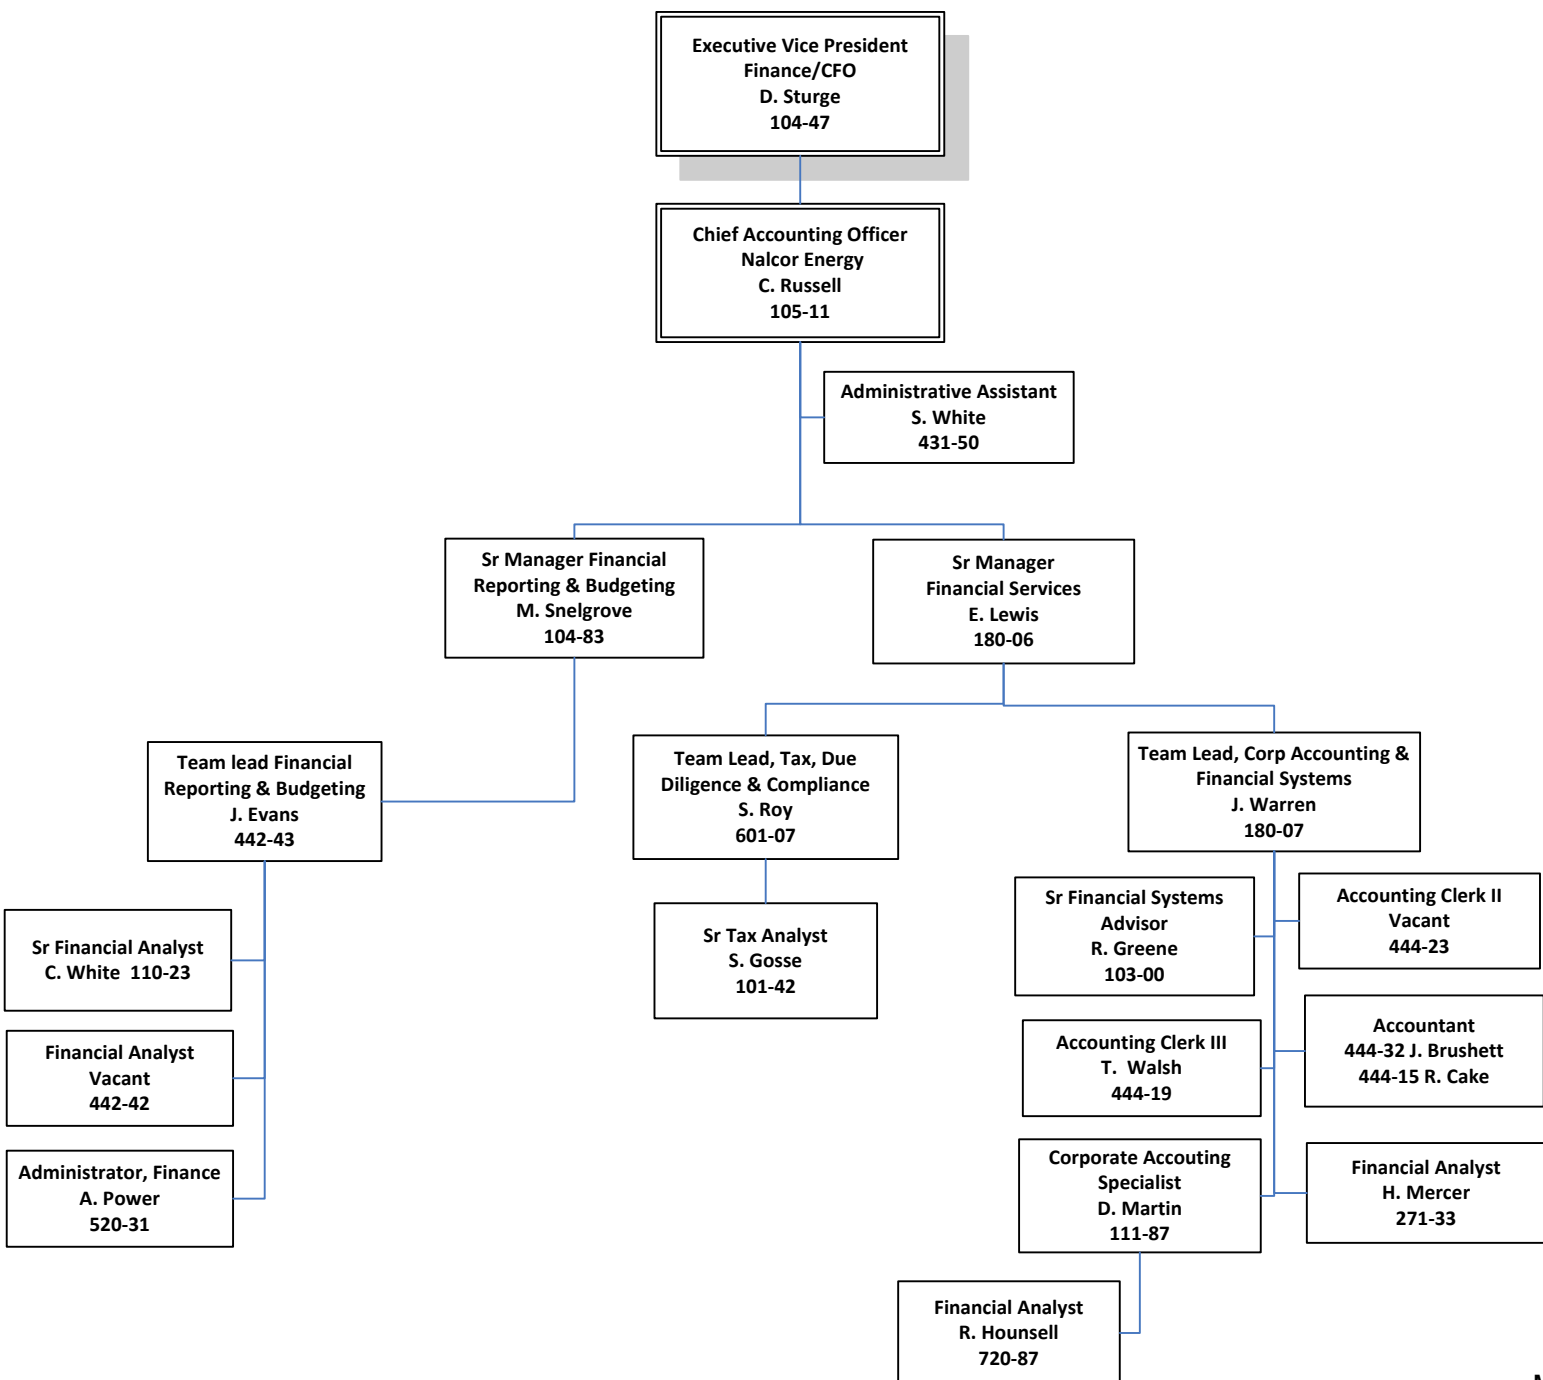 Executive Vice President
Finance/CFO
D. Sturge
104-47
Chief Accounting Officer
Nalcor Energy
C. Russell
105-11
Administrative Assistant
S. White
431-50
Sr Manager Financial
Reporting & Budgeting
M. Snelgrove
104-83
Sr Manager
Financial Services
E. Lewis
180-06
Team lead Financial
Reporting & Budgeting
J. Evans
442-43
Team Lead, Tax, Due
Diligence & Compliance
S. Roy
601-07
Team Lead, Corp Accounting &
Financial Systems
J. Warren
180-07
Sr Financial Analyst
C. White 110-23
Financial Analyst
Vacant
442-42
Administrator, Finance
A. Power
520-31
Sr Tax Analyst
S. Gosse
101-42
Sr Financial Systems
Advisor
R. Greene
103-00
Accounting Clerk II
Vacant
444-23
Accounting Clerk III
T. Walsh
444-19
Accountant
444-32 J. Brushett
444-15 R. Cake
Corporate Accouting
Specialist
D. Martin
111-87
Financial Analyst
H. Mercer
271-33
Financial Analyst
R. Hounsell
720-87